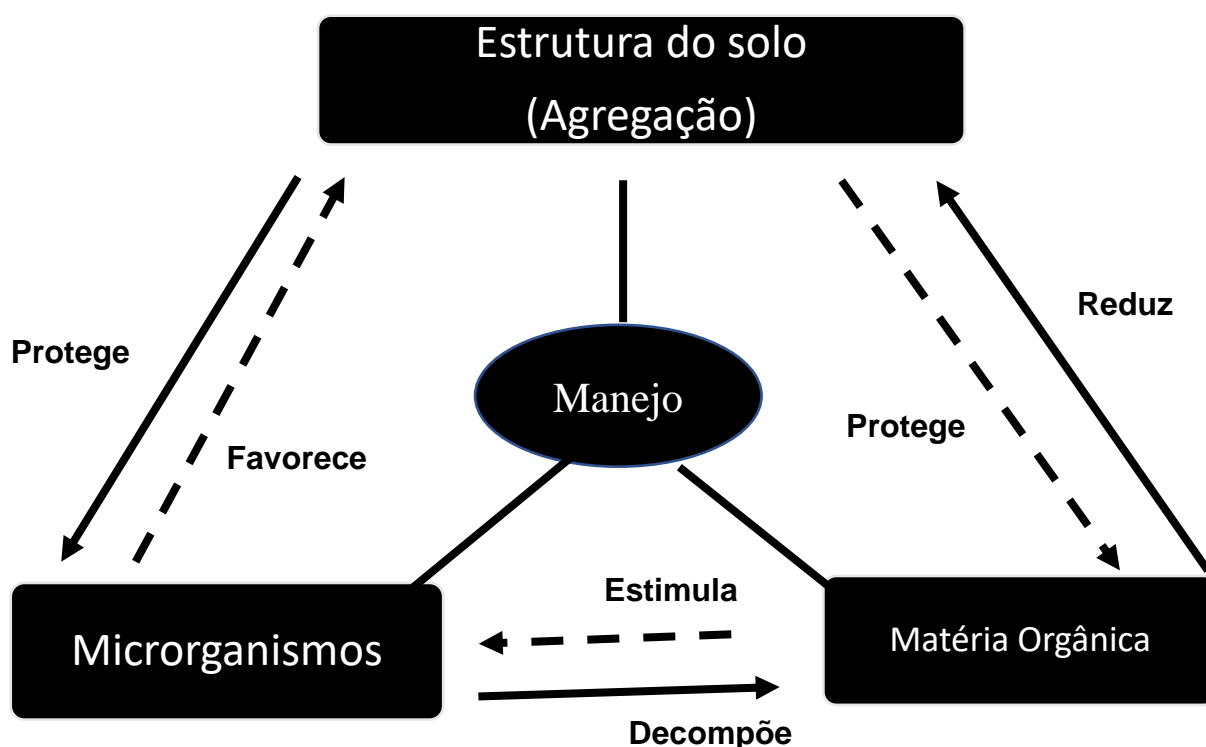 Estrutura do solo
(Agregação)
Reduz
Protege
Manejo
Protege
Favorece
Estimula
Microrganismos
Matéria Orgânica
Decompõe